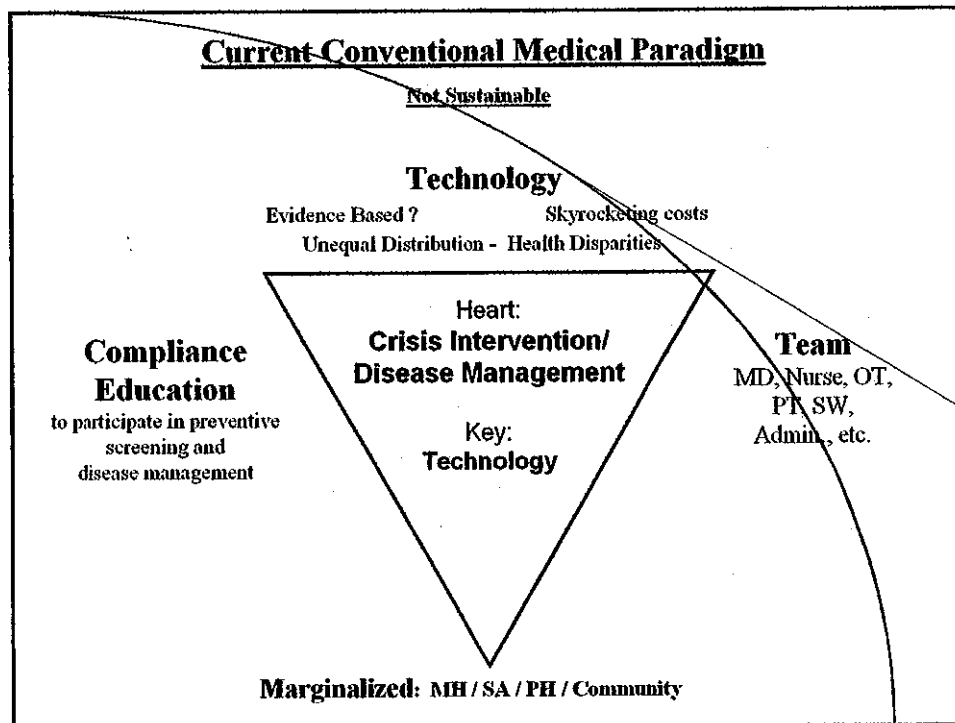 Current Conventional Medical Paradigm
Not Sustainable
Technology
Evidence Based ? Skyrocketing costs
Unequal Distribution - Health Disparities
Heart:
Crisis Intervention/
Disease Management
Key:
Technology
Compliance
Education
to participate in preventive
screening and
disease management
Team
MD, Nurse, OT,
PT, SW,
Admin., etc.
Marginalized: MH / SA / PH / Community